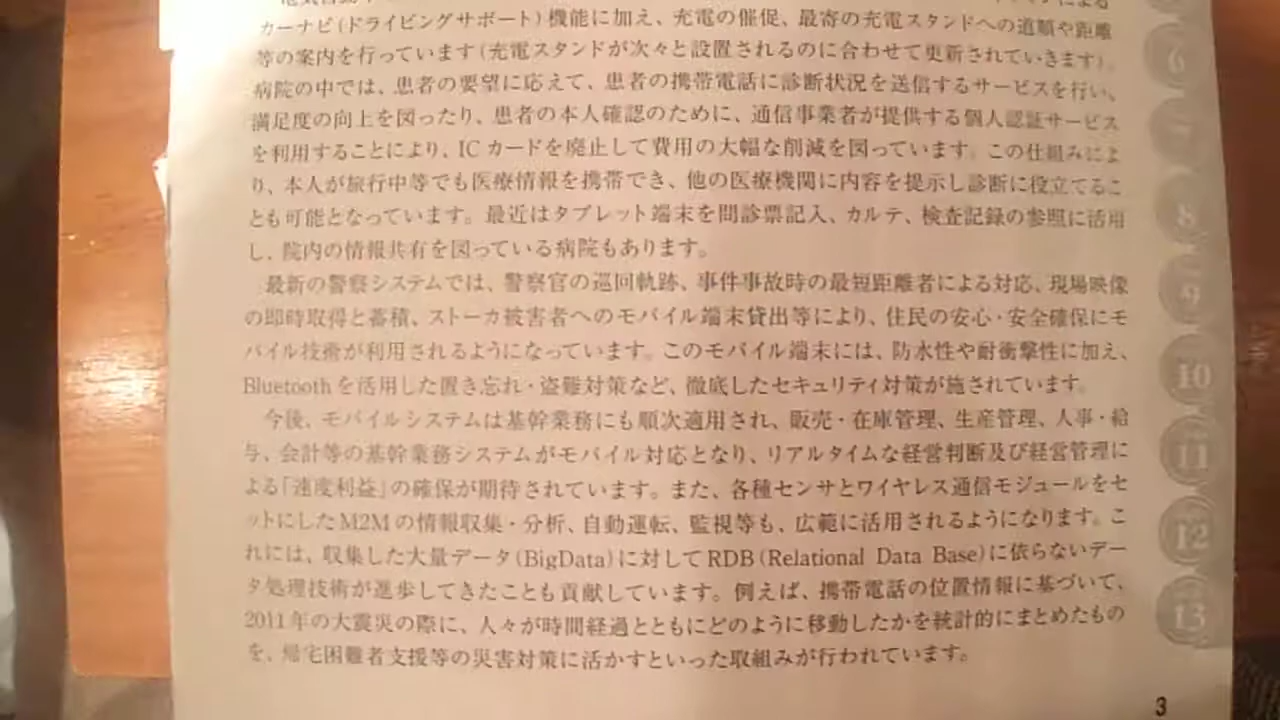 カーナビ(ドライビングサポート)機能に加え、充電の催促、最寄の充電スタンドへの道順や距離
等の案内を行っています(充電スタンドが次々と設置されるのに合わせて更新されていきます)。
病院の中では、患者の要望に応えて、患者の携帯電話に診断状況を送信するサービスを行い、
満足度の向上を図ったり、患者の本人確認のために、通信事業者が提供する個人認証サービス
を利用することにより、ICカードを廃止して費用の大幅な削減を図っています。この仕組みによ
り、本人が旅行中等でも医療情報を携帯でき、他の医療機関に内容を提示し診断に役立てるこ
とも可能となっています。最近はタブレット端末を問診票記入、カルテ、検査記録の参照に活用
し、院内の情報共有を図っている病院もあります。
最新の警察システムでは、警察官の巡回軌跡、事件事故時の最短距離者による対応、現場映像
の即時取得と蓄積、ストーカ被害者へのモバイル端末貸出等により、住民の安心・安全確保にモ
バイル技術が利用されるようになっています。このモバイル端末には、防水性や耐衝撃性に加え、
Bluetoothを活用した置き忘れ・盗難対策など、徹底したセキュリティ対策が施されています。
今後、モバイルシステムは基幹業務にも順次適用され、販売・在庫管理、生産管理、人事・給
与、会計等の基幹業務システムがモバイル対応となり、リアルタイムな経営判断及び経営管理に
よる「速度利益」の確保が期待されています。また、各種センサとワイヤレス通信モジュールをセ
ットにしたM2Mの情報収集・分析、自動運転、監視等も、広範に活用されるようになります。こ
れには、収集した大量データ(BigData)に対してRDB(Relational Data Base)に依らないデー
タ処理技術が進歩してきたことも貢献しています。例えば、携帯電話の位置情報に基づいて、
2011年の大震災の際に、人々が時間経過とともにどのように移動したかを統計的にまとめたもの
を、帰宅困難者支援等の災害対策に活かすといった取組みが行われています。
6
7
8
9
10
11
12
13
3